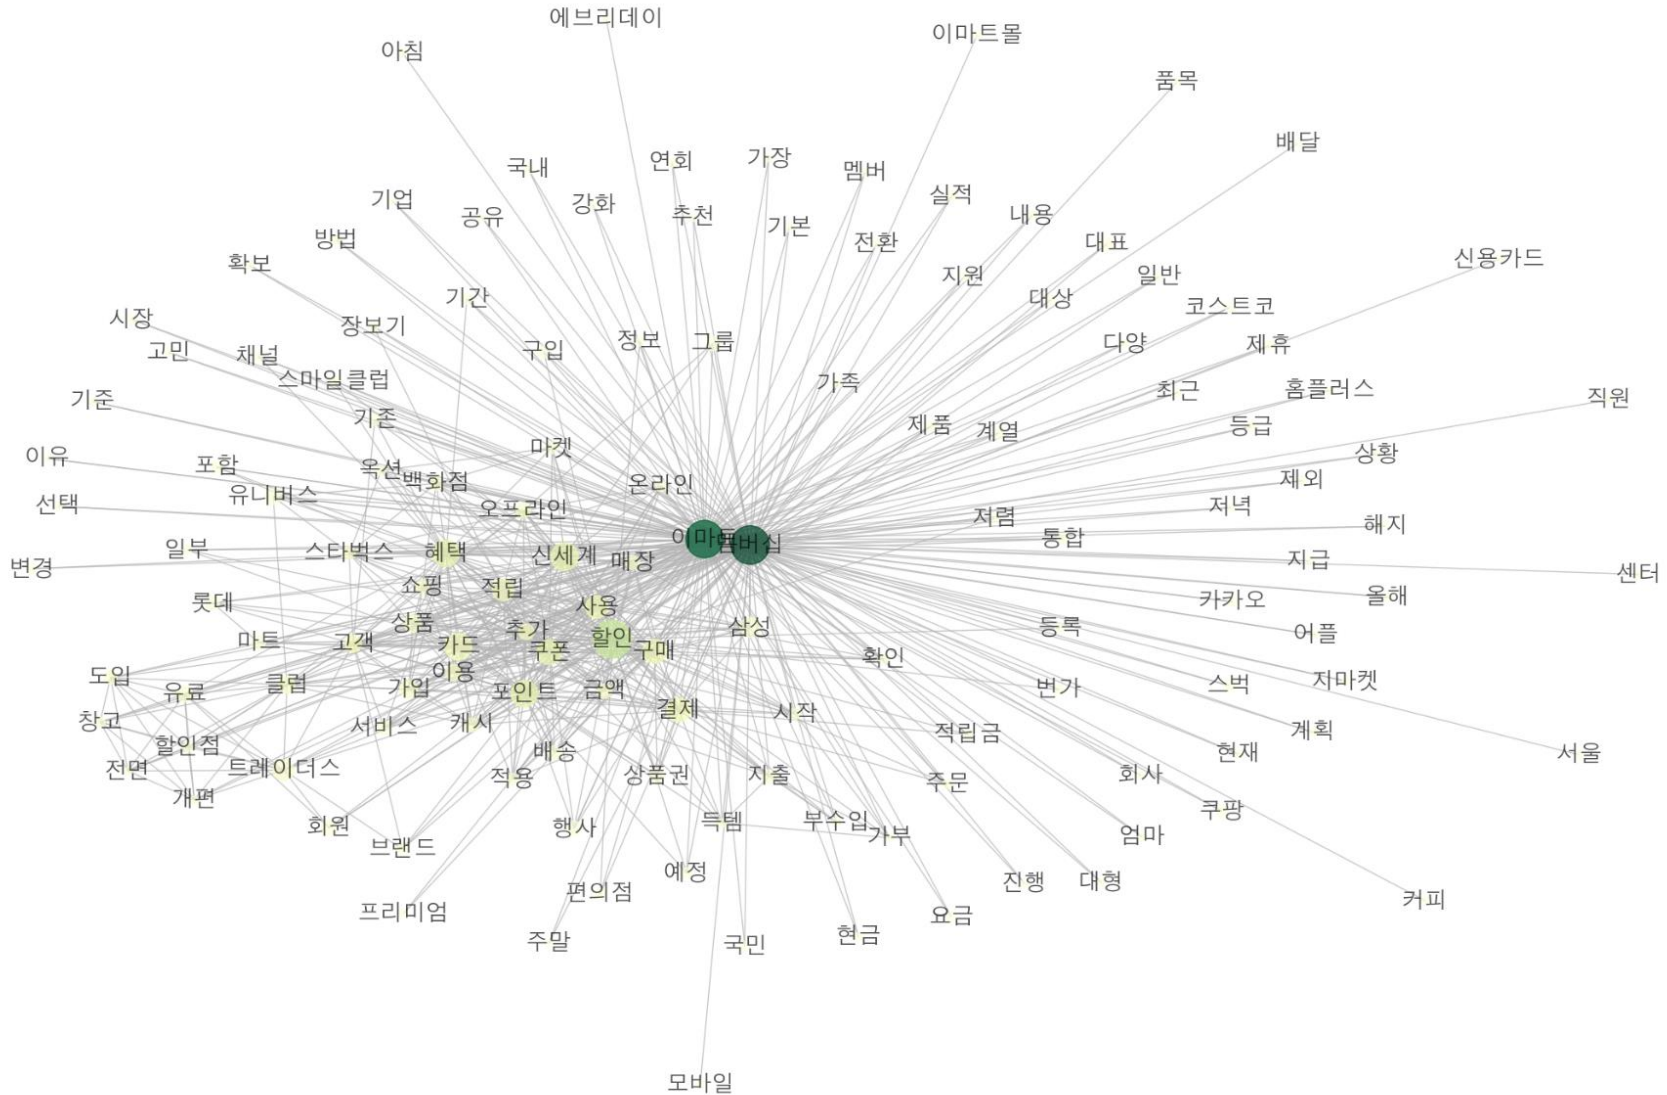 에브리데이
이마트몰
아침
품목
배달
국내
연회
가장
멤버
실적
기업
공유
강화
추천
기본
내용
방법
전환
대표
확보
지원
일반
신용카드
기간
대상
코스트코
시장
장보기
정보
그룹
다양
제휴
고민
채널
구입
스마일클럽
가족
최근
홈플러스
기준
직원
기존
제품
계열
등급
이유
포함
옥션
백화점
마켓
상황
유니버스
온라인
제외
선택
오프라인
저렴
저녁
해지
이마트
멤버십
통합
변경
일부
스타벅스
혜택
신세계
매장
지급
센터
쇼핑
적립
롯데
사용
카카오
올해
마트
고객
상품
카드
추가
쿠폰
할인
구매
삼성
등록
어플
도입
유료
클럽
가입
이용
포인트
금액
확인
번가
스벅
지마켓
창고
서비스
캐시
결제
시작
적립금
계획
할인점
배송
현재
서울
전면
트레이더스
적용
상품권
지출
주문
회사
개편
회원
행사
득템
부수입
가부
쿠팡
브랜드
엄마
예정
진행
대형
프리미엄
편의점
커피
주말
국민
현금
요금
모바일